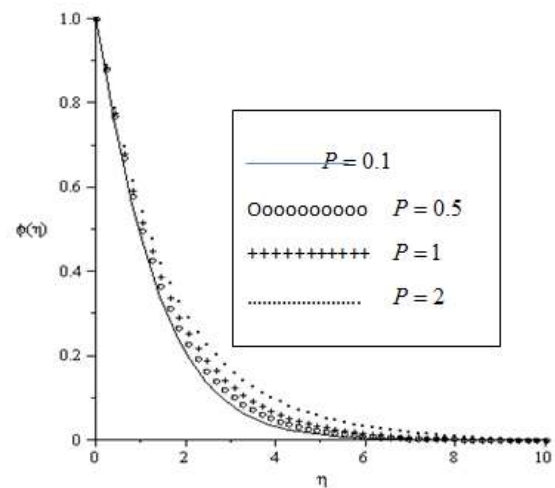 1.0
0.8
0.6
ϕ(η)
0.4
0.2
0
0 2 4 6 8 10
η
P = 0.1
Oooooooooo P = 0.5
+++++++++++ P = 1
...................... P = 2